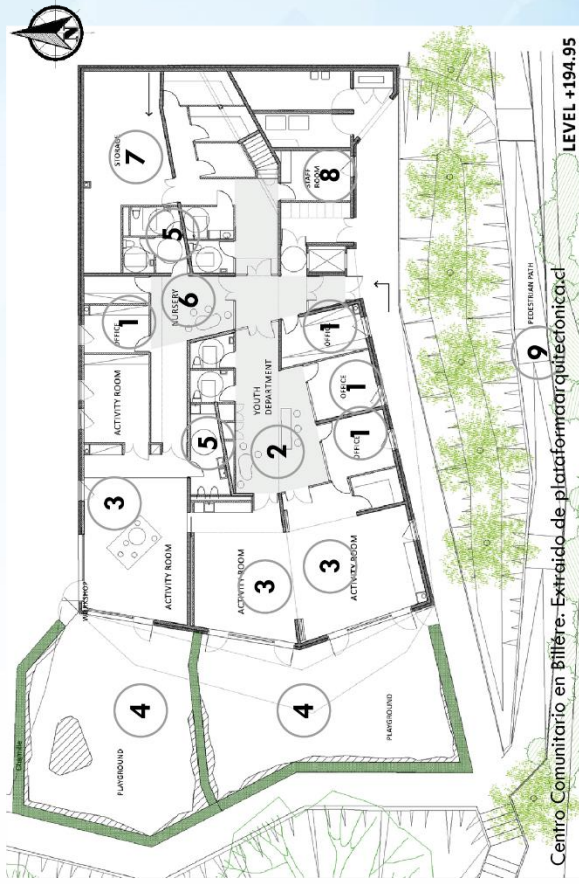 N
LEVEL +194.95
7
STORAGE
8
STAFF
ROOM
5
6
NURSERY
1
OFFICE
1
OFFICE
1
OFFICE
1
OFFICE
ACTIVITY ROOM
5
2
YOUTH
DEPARTMENT
3
ACTIVITY ROOM
3
ACTIVITY ROOM
3
ACTIVITY ROOM
4
PLAYGROUND
4
PLAYGROUND
9
PEDESTRIAN PATH
Centro Comunitario en Billére. Extraído de plataformaarquitectonica.cl